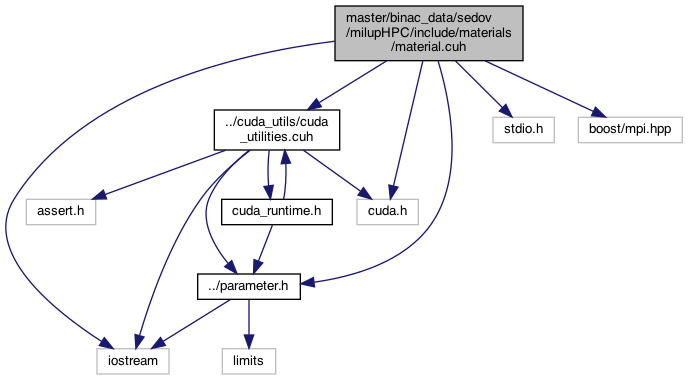 master/binac_data/sedov
/milupHPC/include/materials
/material.cuh
../cuda_utils/cuda
_utilities.cuh
stdio.h
boost/mpi.hpp
assert.h
cuda_runtime.h
cuda.h
../parameter.h
iostream
limits